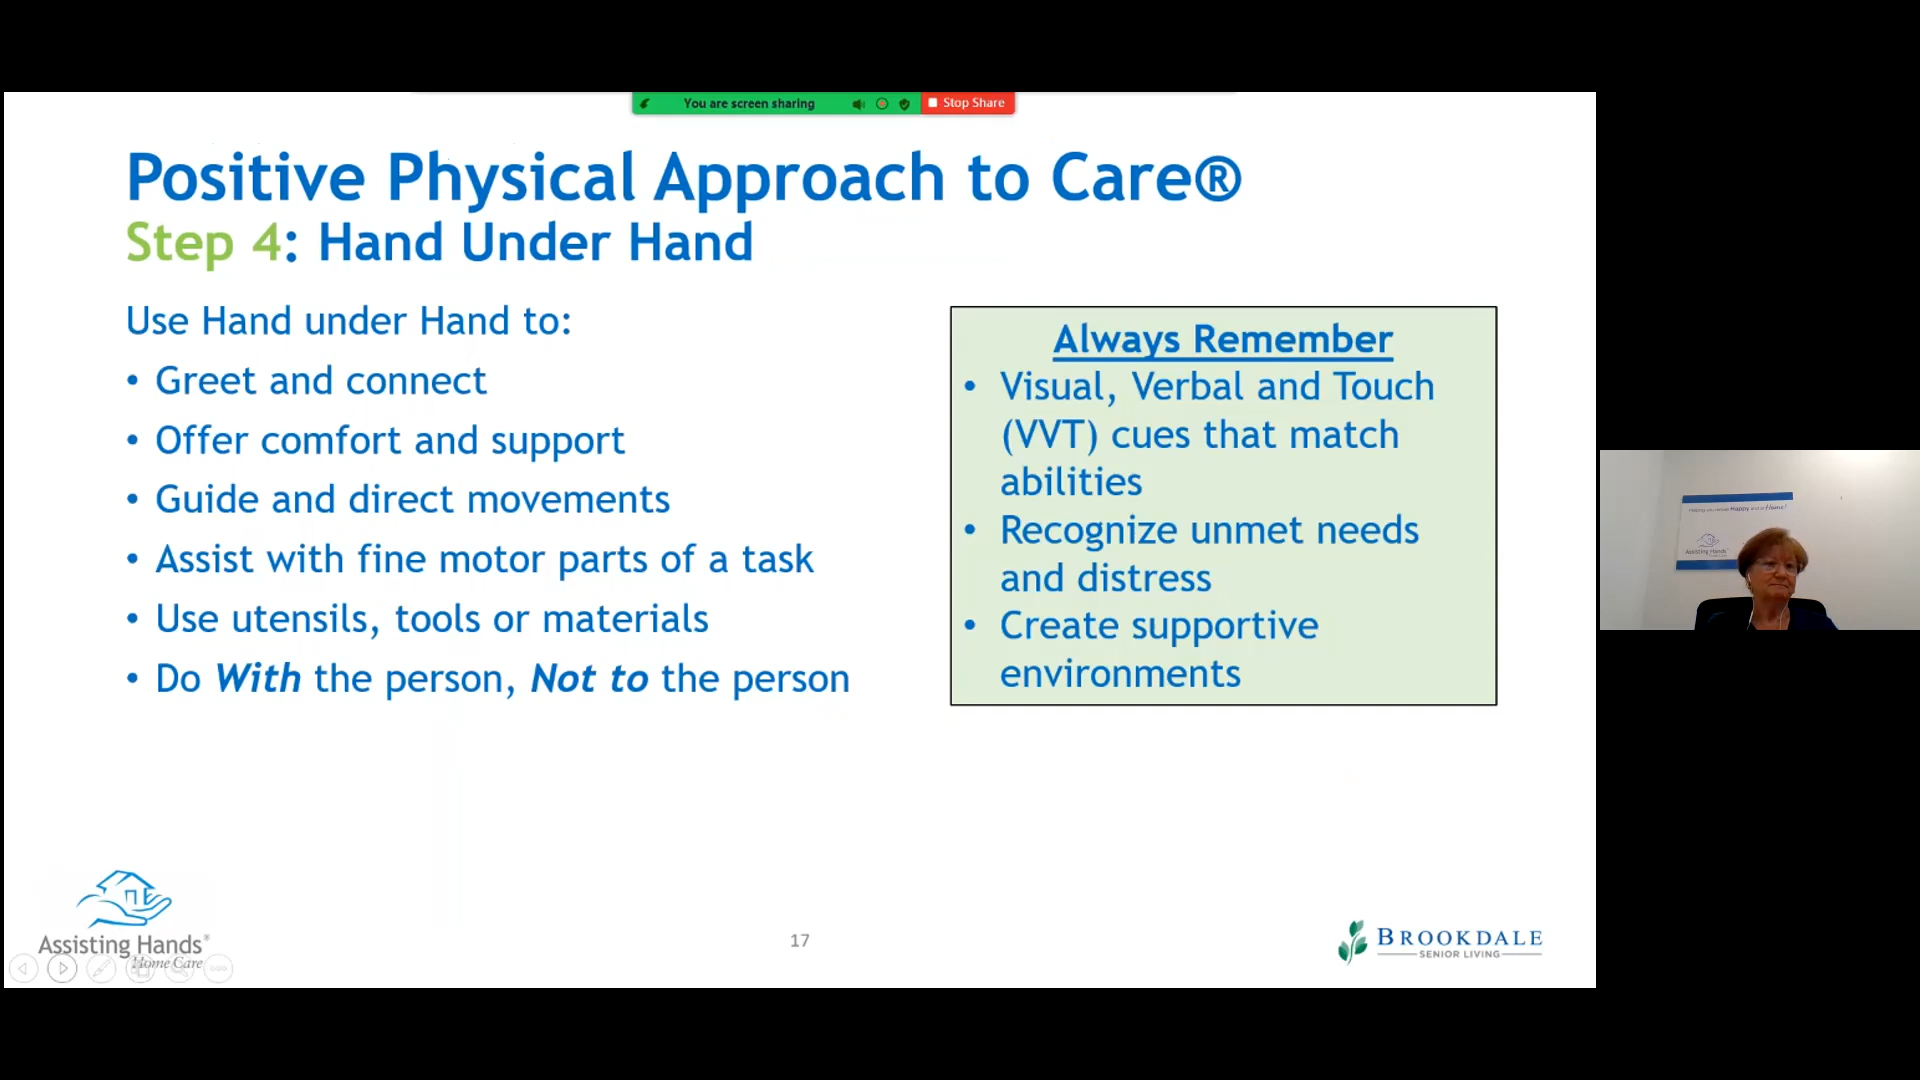 You are screen sharing
Stop Share
Positive Physical Approach to Care®
Step 4: Hand Under Hand
Use Hand under Hand to:
• Greet and connect
• Offer comfort and support
• Guide and direct movements
• Assist with fine motor parts of a task
• Use utensils, tools or materials
• Do With the person, Not to the person
Always Remember
• Visual, Verbal and Touch
(VVT) cues that match
abilities
• Recognize unmet needs
and distress
• Create supportive
environments
Assisting Hands®
Home Care
17
BROOKDALE
SENIOR LIVING
Happy
Home!
Assisting Hands